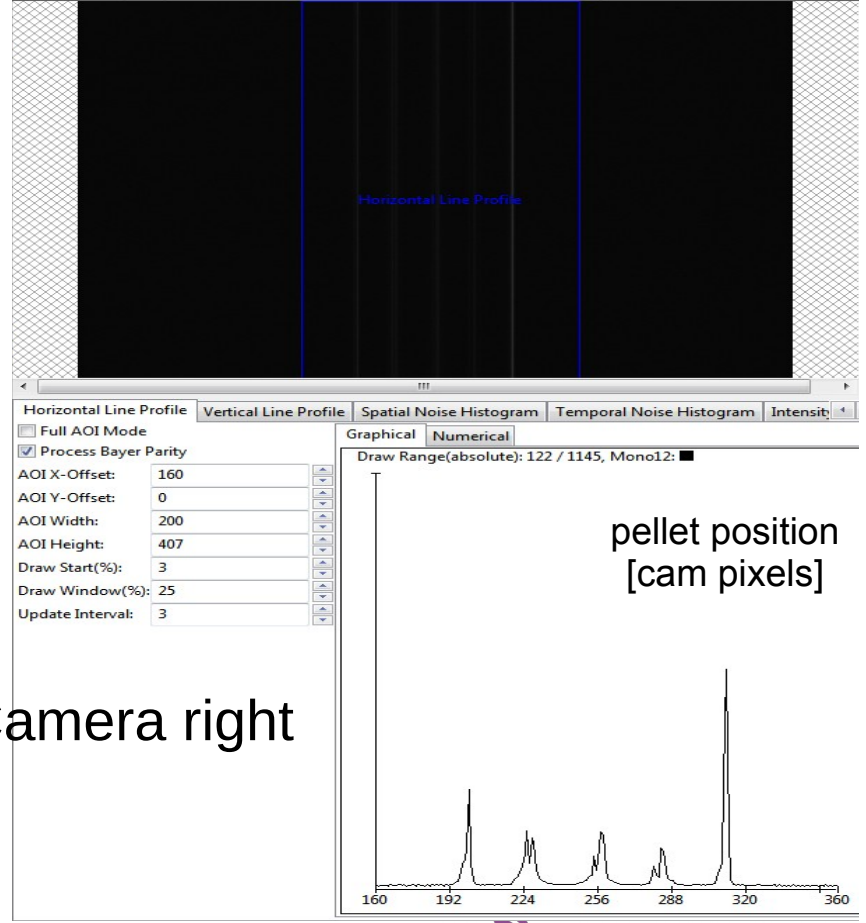 Horizontal Line Profile
Horizontal Line Profile Vertical Line Profile Spatial Noise Histogram Temporal Noise Histogram
Full AOI Mode
Process Bayer Parity
AOI X-Offset: 160
AOI Y-Offset: 0
AOI Width: 200
AOI Height: 407
Draw Start(%): 3
Draw Window(%): 25
Update Interval: 3
Graphical Numerical
Draw Range(absolute): 122 / 1145, Mono12:
pellet position
[cam pixels]
Camera right
160 192 224 256 288 320 360